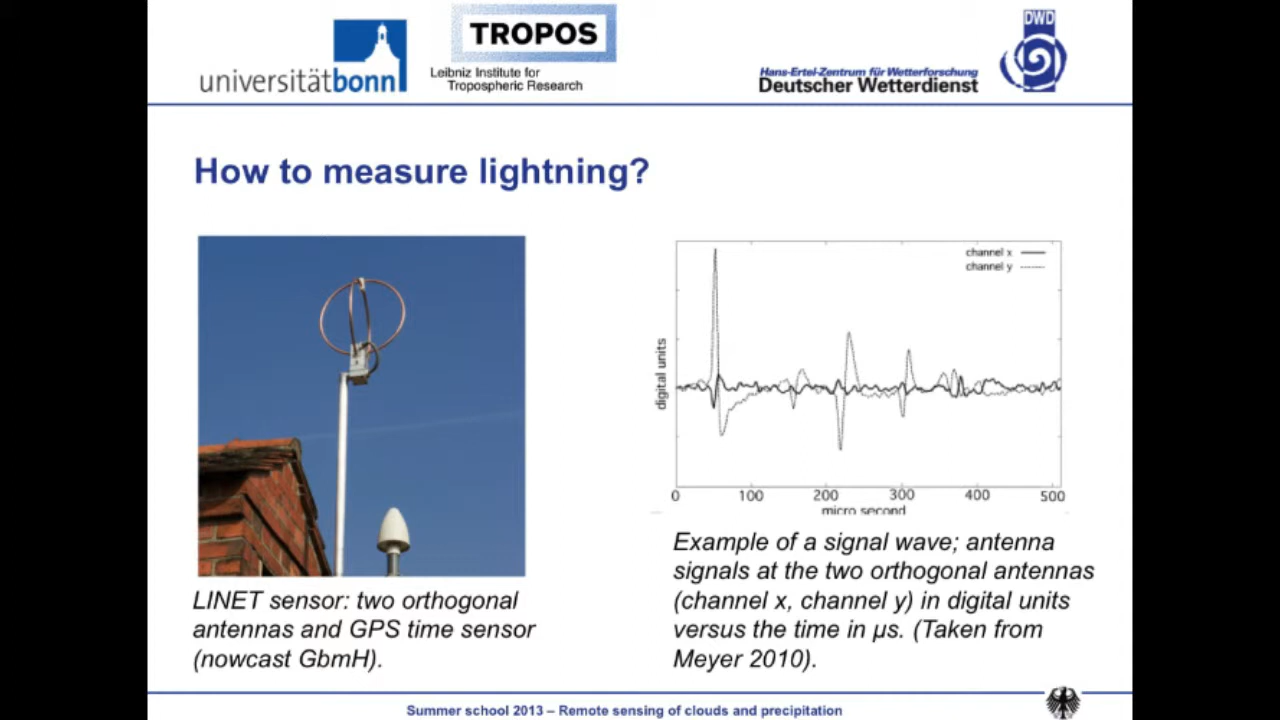 universitätbonn
TROPOS
Leibniz Institute for
Tropospheric Research
Hans-Ertel-Zentrum für Wetterforschung
Deutscher Wetterdienst
DWD
How to measure lightning?
channel x
channel y
digital units
0 100 200 300 400 500
micro second
LINET sensor: two orthogonal
antennas and GPS time sensor
(nowcast GbmH).
Example of a signal wave; antenna
signals at the two orthogonal antennas
(channel x, channel y) in digital units
versus the time in µs. (Taken from
Meyer 2010).
Summer school 2013 – Remote sensing of clouds and precipitation